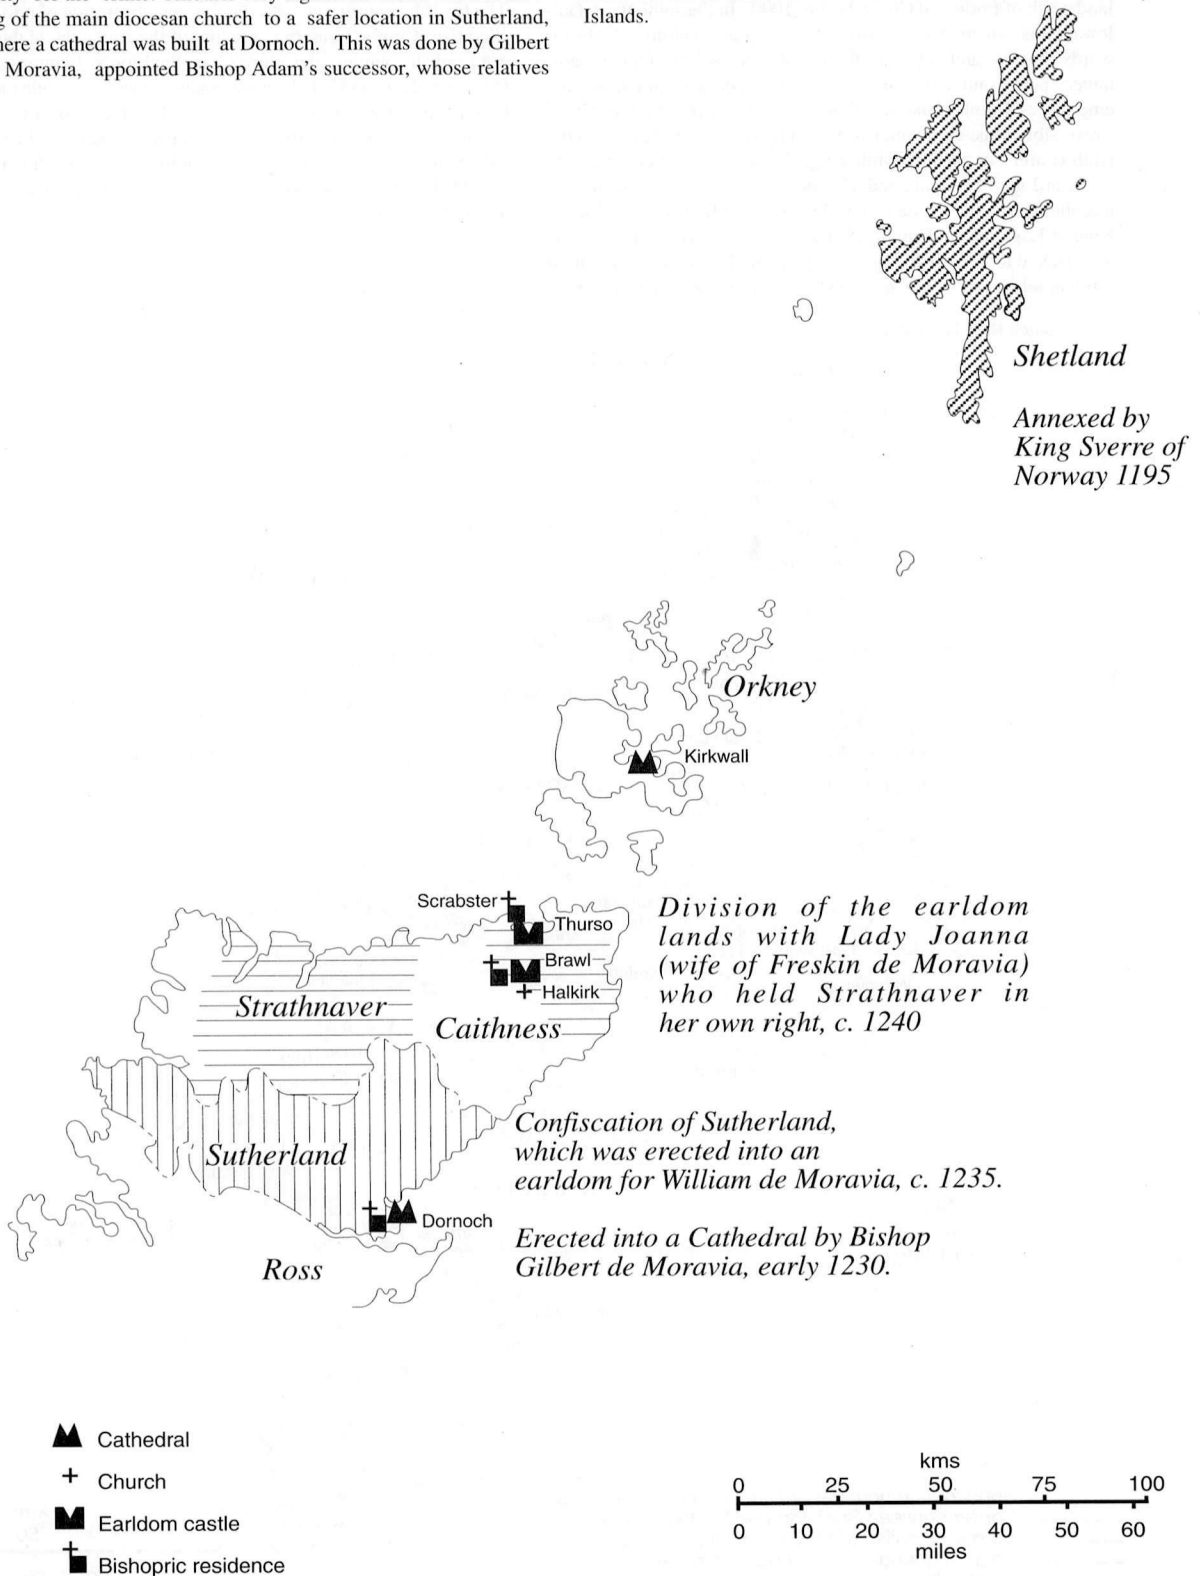 g of the main diocesan church to a safer location in Sutherland,
here a cathedral was built at Dornoch. This was done by Gilbert
Moravia, appointed Bishop Adam's successor, whose relatives
Islands.
Shetland
Annexed by
King Sverre of
Norway 1195
Orkney
Kirkwall
Scrabster
Thurso
Brawl
Halkirk
Strathnaver
Caithness
Division of the earldom
lands with Lady Joanna
(wife of Freskin de Moravia)
who held Strathnaver in
her own right, c. 1240
Sutherland
Confiscation of Sutherland,
which was erected into an
earldom for William de Moravia, c. 1235.
Dornoch
Erected into a Cathedral by Bishop
Gilbert de Moravia, early 1230.
Ross
Cathedral
Church
Earldom castle
Bishopric residence
kms
0 25 50 75 100
0 10 20 30 40 50 60
miles